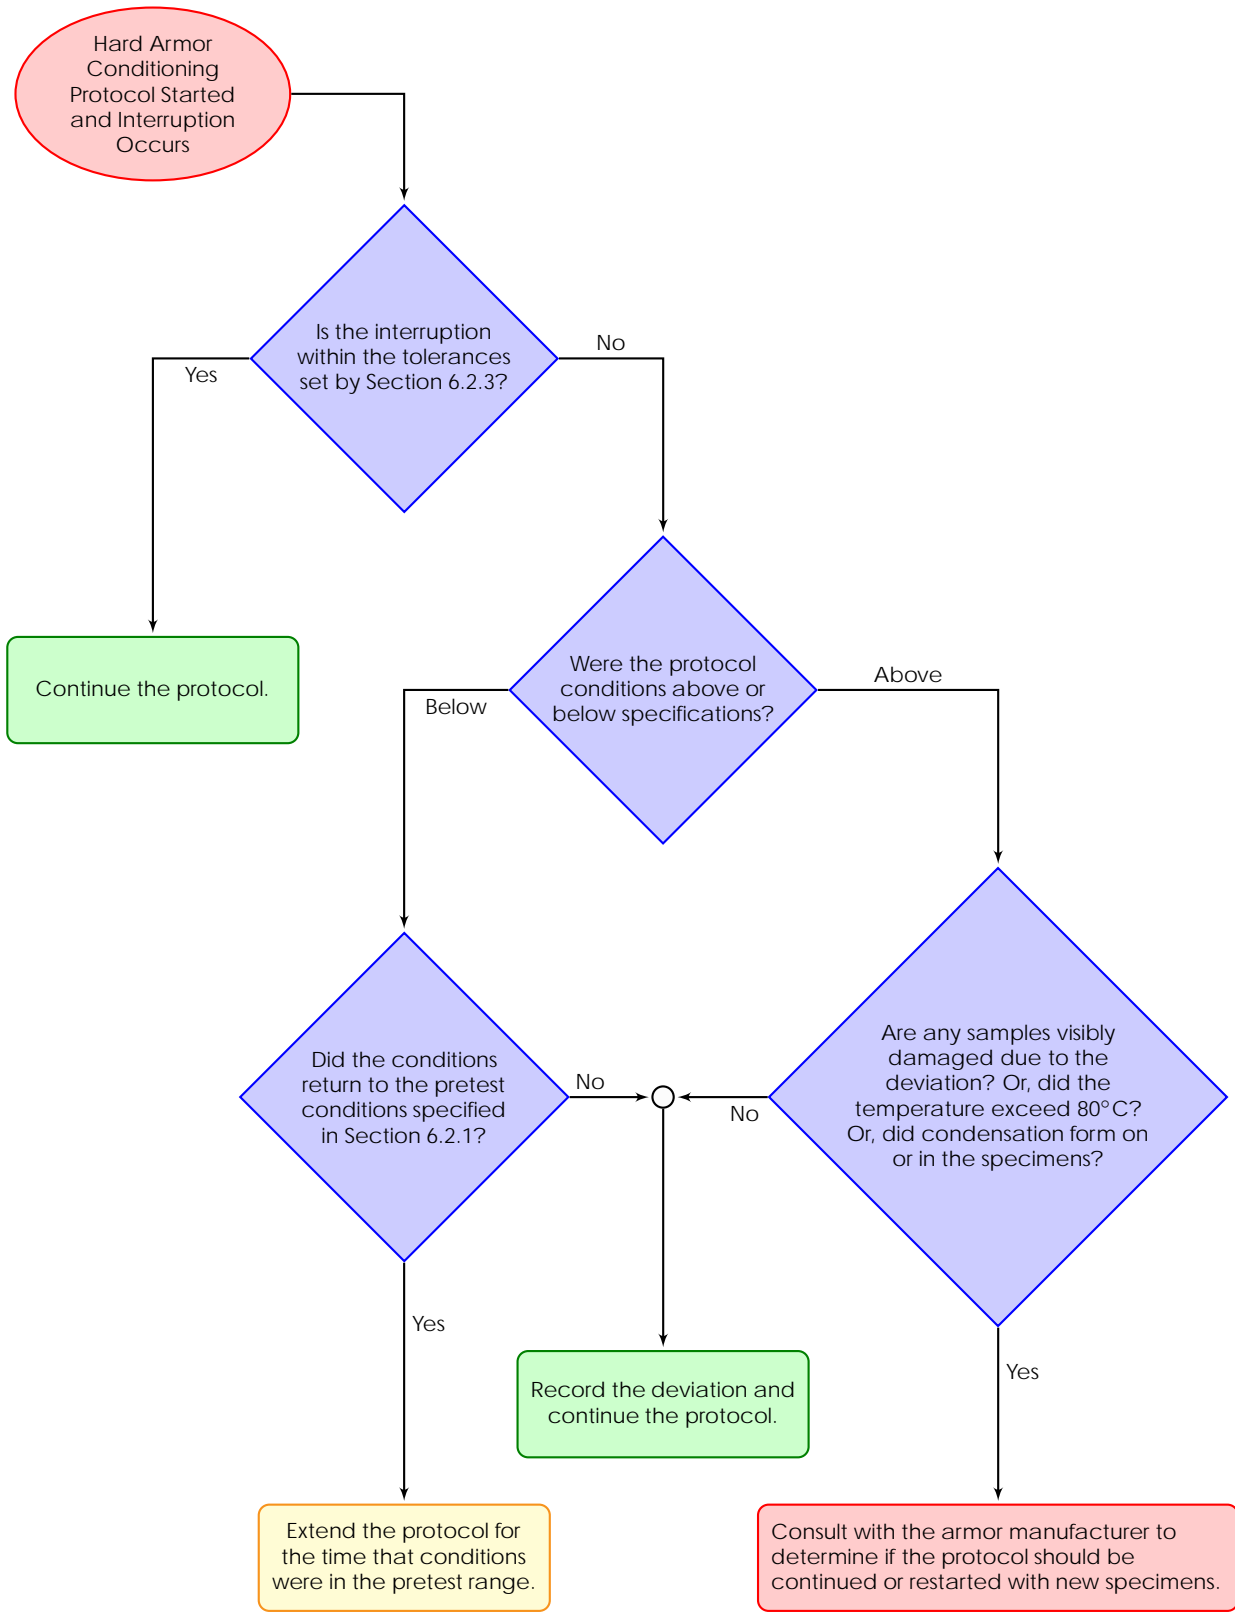 Hard Armor
Conditioning
Protocol Started
and Interruption
Occurs
Is the interruption
within the tolerances
set by Section 6.2.3?
Yes
No
Continue the protocol.
Were the protocol
conditions above or
below specifications?
Below
Above
Did the conditions
return to the pretest
conditions specified
in Section 6.2.1?
No
Are any samples visibly
damaged due to the
deviation? Or, did the
temperature exceed 80°C?
Or, did condensation form on
or in the specimens?
No
Yes
Record the deviation and
continue the protocol.
Yes
Extend the protocol for
the time that conditions
were in the pretest range.
Consult with the armor manufacturer to
determine if the protocol should be
continued or restarted with new specimens.